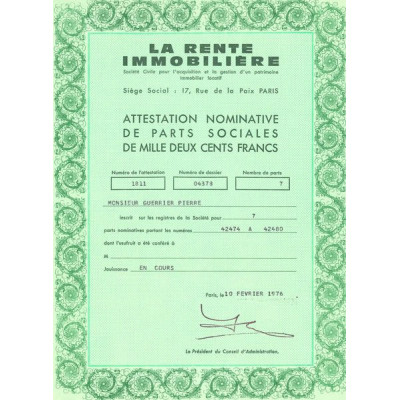 LA RENTE
IMMOBILIÈRE
Société Civile pour l'acquisition et la gestion d'un patrimoine
immobilier locatif
Siège Social : 17, Rue de la Paix PARIS
ATTESTATION NOMINATIVE
DE PARTS SOCIALES
DE MILLE DEUX CENTS FRANCS
Numéro de l'attestation Numéro de dossier Nombre de parts
1011 04578 7
MONSIEUR GUERRIER PIERRE
inscrit sur les registres de la Société pour 7
parts nominatives portant les numéros 42474 A 42480
dont l'usufruit a été conféré à
M
Jouissance EN COURS
Paris, le 10 FEVRIER 1976
Le Président du Conseil d'Administration.